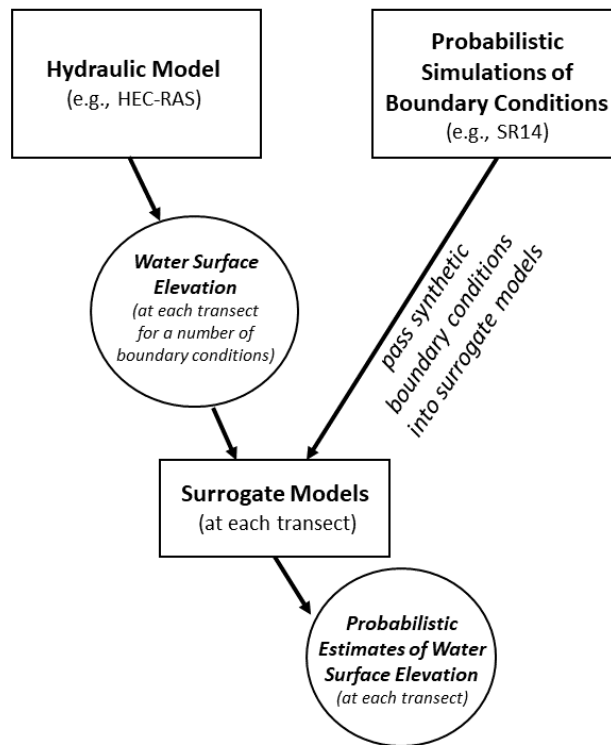 Hydraulic Model
(e.g., HEC-RAS)
Probabilistic
Simulations of
Boundary Conditions
(e.g., SR14)
Water Surface
Elevation
(at each transect
for a number of
boundary conditions)
pass synthetic
boundary conditions
into surrogate models
Surrogate Models
(at each transect)
Probabilistic
Estimates of Water
Surface Elevation
(at each transect)